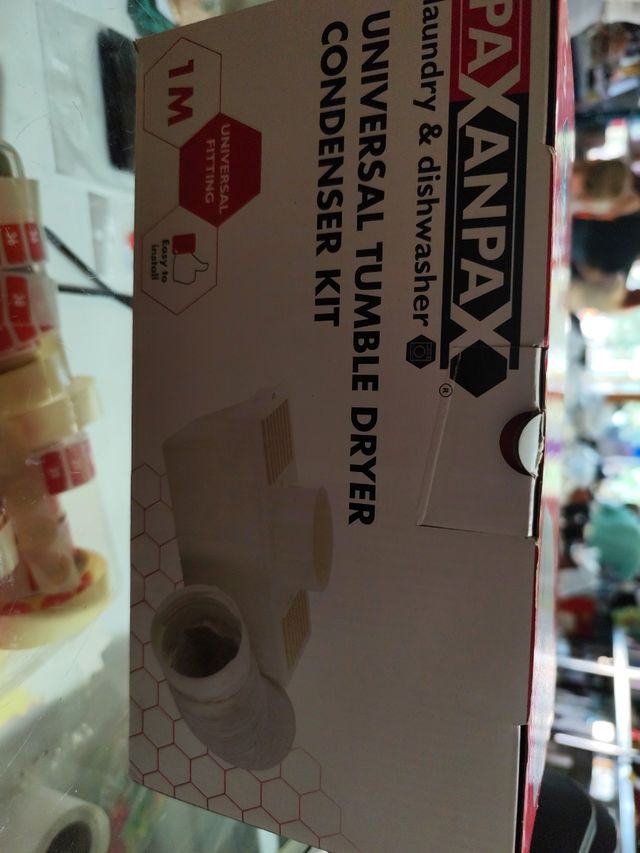 PAXANPAX®
laundry & dishwasher
UNIVERSAL TUMBLE DRYER
CONDENSER KIT
1M
UNIVERSAL
FITTING
Easy to
install